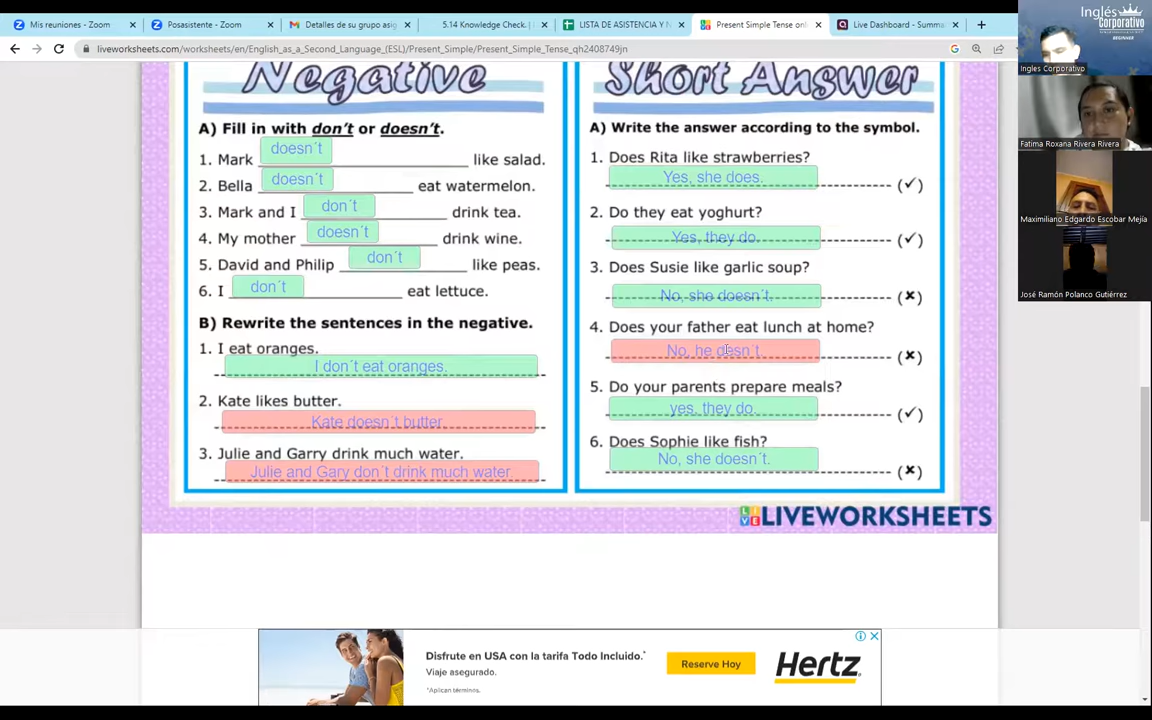 Mis reuniones - Zoom
Posasistente - Zoom
Detalles de su grupo asig
5.14 Knowledge Check.
LISTA DE ASISTENCIA Y N
Present Simple Tense onl
Live Dashboard - Summa
liveworksheets.com/worksheets/en/English_as_a_Second_Language_(ESL)/Present_Simple/Present_Simple_Tense_qh2408749jn
Inglés
Corporativo
BEGINNER
Ingles Corporativo
Fatima Roxana Rivera Rivera
Maximiliano Edgardo Escobar Mejía
José Ramón Polanco Gutiérrez
Negative
A) Fill in with don't or doesn't.
1. Mark doesn´t like salad.
2. Bella doesn´t eat watermelon.
3. Mark and I don´t drink tea.
4. My mother doesn´t drink wine.
5. David and Philip don´t like peas.
6. I don´t eat lettuce.
B) Rewrite the sentences in the negative.
1. I eat oranges.
I don´t eat oranges.
2. Kate likes butter.
Kate doesn´t butter.
3. Julie and Garry drink much water.
Julie and Gary don´t drink much water.
Short Answer
A) Write the answer according to the symbol.
1. Does Rita like strawberries?
Yes, she does. (✓)
2. Do they eat yoghurt?
Yes, they do. (✓)
3. Does Susie like garlic soup?
No, she doesn´t. (✗)
4. Does your father eat lunch at home?
No, he desn´t. (✗)
5. Do your parents prepare meals?
yes, they do. (✓)
6. Does Sophie like fish?
No, she doesn´t. (✗)
LIVEWORKSHEETS
Disfrute en USA con la tarifa Todo Incluido.*
Viaje asegurado.
*Aplican términos.
Reserve Hoy
Hertz